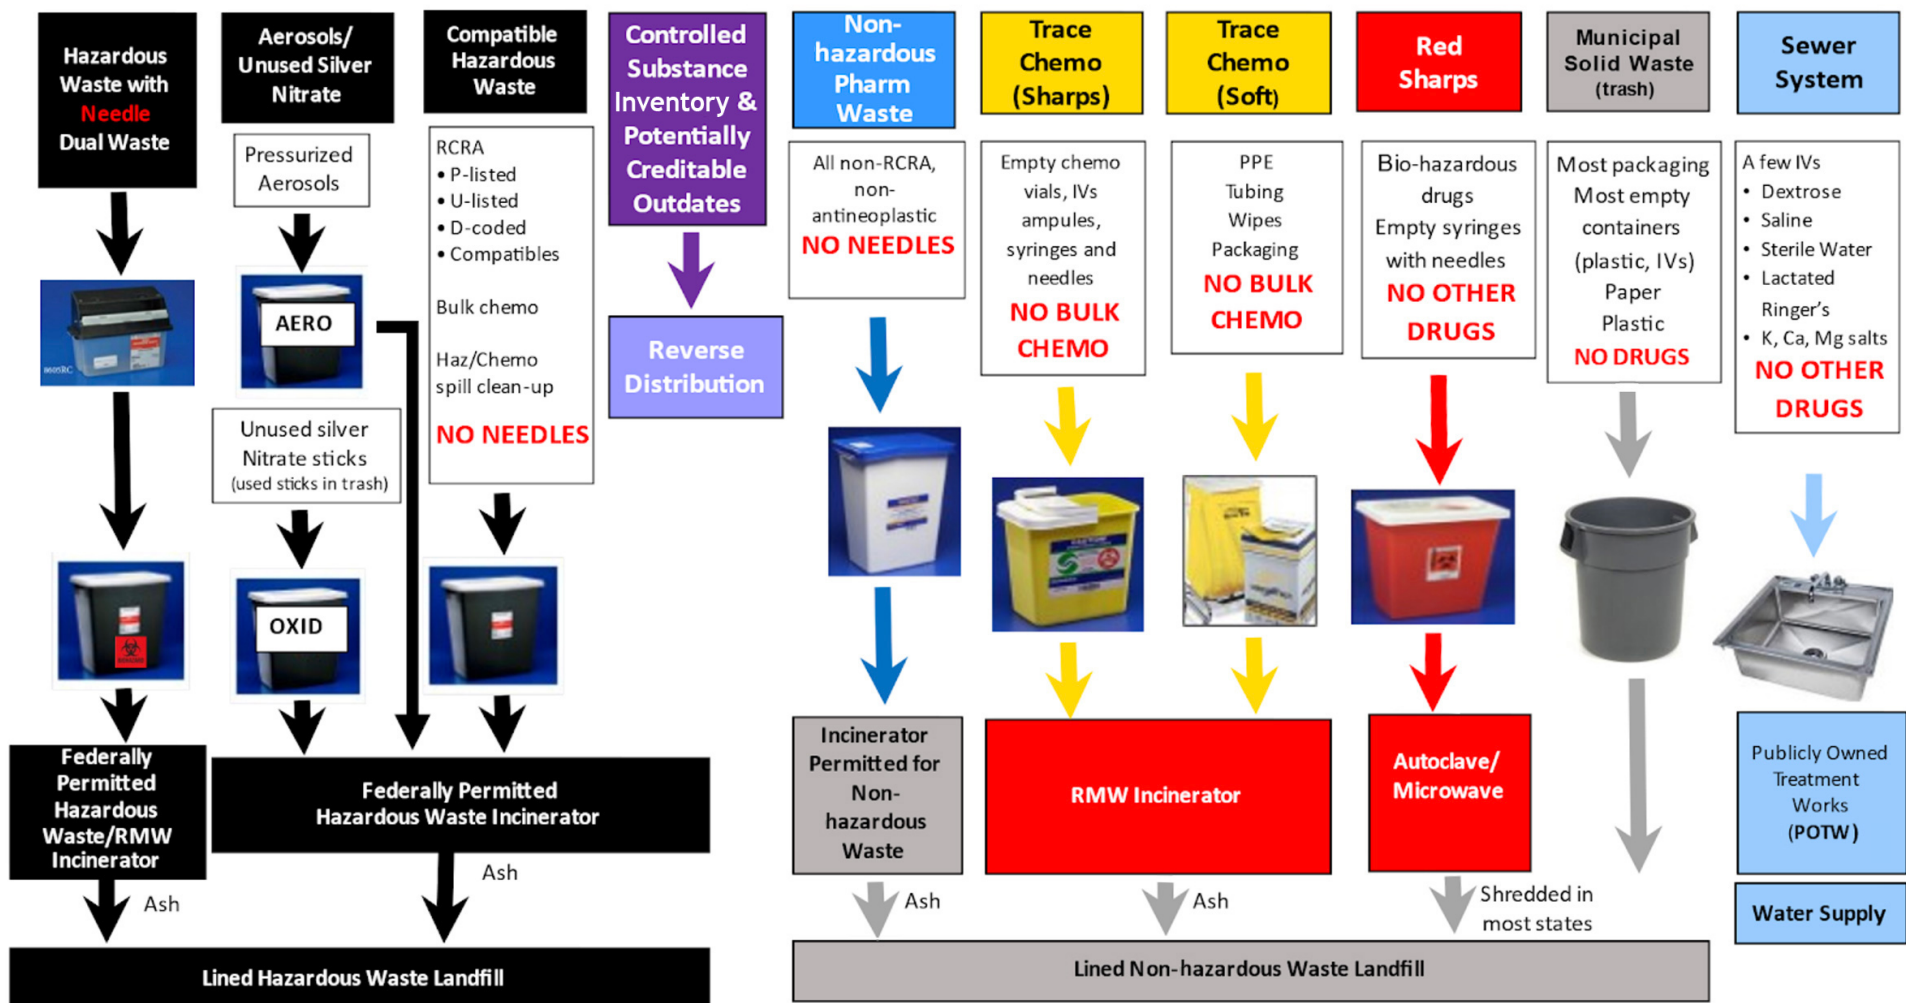 Hazardous
Waste with
Needle
Dual Waste
8605RC
Federally
Permitted
Hazardous
Waste/RMW
Incinerator
Ash
Aerosols/
Unused Silver
Nitrate
Pressurized
Aerosols
AERO
Unused silver
Nitrate sticks
(used sticks in trash)
OXID
Compatible
Hazardous
Waste
RCRA
• P-listed
• U-listed
• D-coded
• Compatibles
Bulk chemo
Haz/Chemo
spill clean-up
NO NEEDLES
Federally Permitted
Hazardous Waste Incinerator
Ash
Lined Hazardous Waste Landfill
Controlled
Substance
Inventory &
Potentially
Creditable
Outdates
Reverse
Distribution
Non-
hazardous
Pharm
Waste
All non-RCRA,
non-
antineoplastic
NO NEEDLES
Incinerator
Permitted for
Non-
hazardous
Waste
Ash
Trace
Chemo
(Sharps)
Empty chemo
vials, IVs
ampules,
syringes and
needles
NO BULK
CHEMO
Trace
Chemo
(Soft)
PPE
Tubing
Wipes
Packaging
NO BULK
CHEMO
RMW Incinerator
Ash
Red
Sharps
Bio-hazardous
drugs
Empty syringes
with needles
NO OTHER
DRUGS
Autoclave/
Microwave
Shredded in
most states
Municipal
Solid Waste
(trash)
Most packaging
Most empty
containers
(plastic, IVs)
Paper
Plastic
NO DRUGS
Lined Non-hazardous Waste Landfill
Sewer
System
A few IVs
• Dextrose
• Saline
• Sterile Water
• Lactated
Ringer's
• K, Ca, Mg salts
NO OTHER
DRUGS
Publicly Owned
Treatment
Works
(POTW)
Water Supply